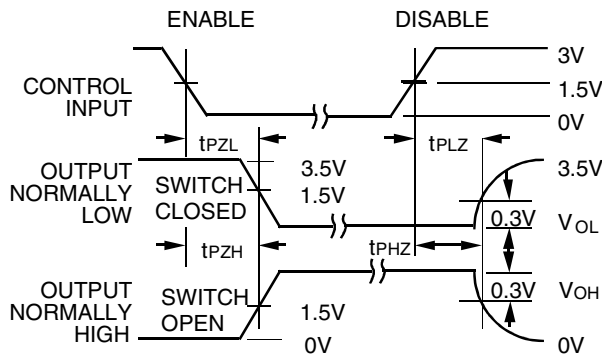 ENABLE DISABLE
3V
CONTROL INPUT 1.5V
0V
tPZL tPLZ
OUTPUT NORMALLY LOW
SWITCH CLOSED
3.5V
1.5V
3.5V
0.3V VOL
tPZH tPHZ
OUTPUT NORMALLY HIGH
SWITCH OPEN
1.5V
0V
0.3V VOH
0V